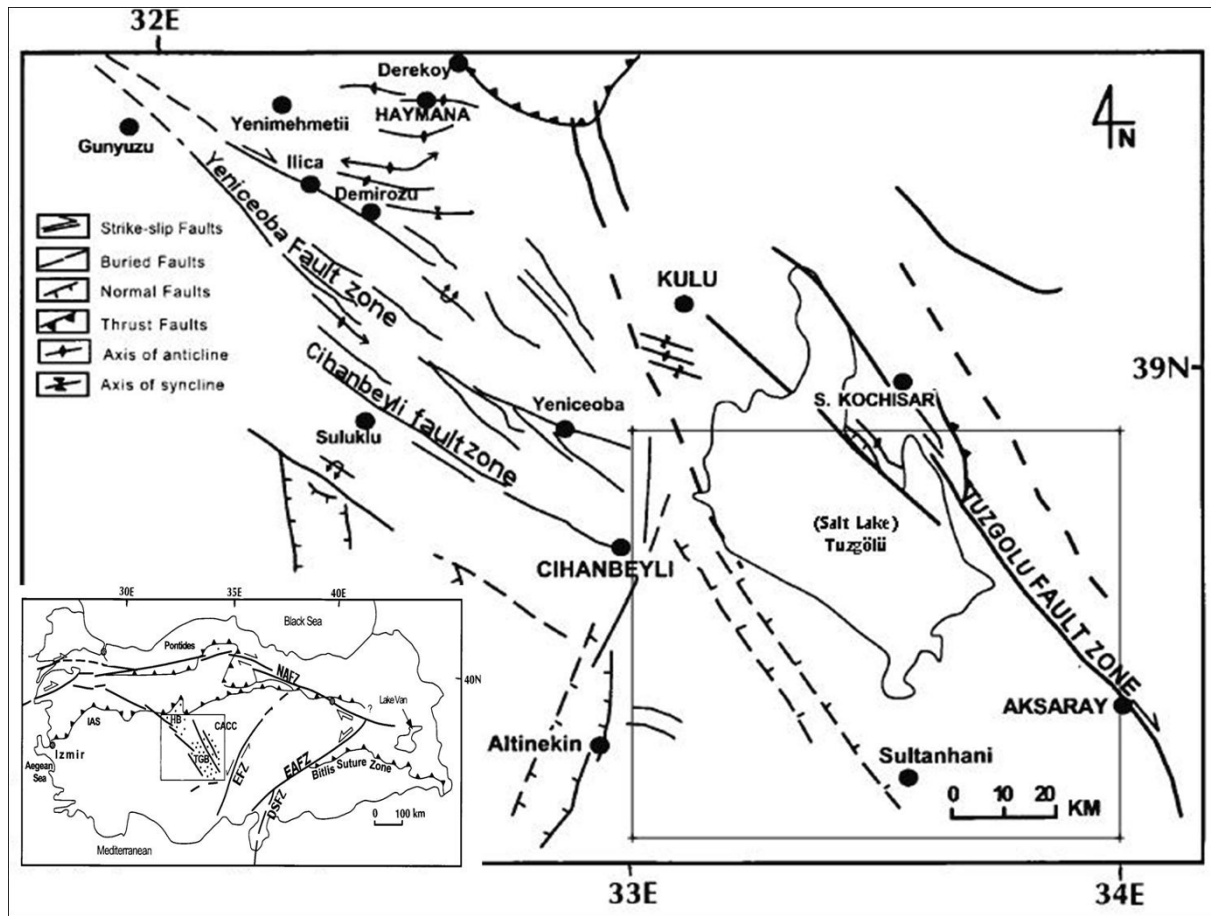 32E
Derekoy
HAYMANA
Yenimehmetii
Gunyuzu
Ilica
Demirozu
4N
Yeniceoba Fault zone
Strike-slip Faults
Buried Faults
Normal Faults
Thrust Faults
Axis of anticline
Axis of syncline
KULU
39N
Cihanbeyli fault zone
S. KOCHISAR
Yeniceoba
Suluklu
(Salt Lake)
Tuzgölü
TUZGOLU FAULT ZONE
CIHANBEYLI
AKSARAY
Altinekin
Sultanhani
0 10 20
KM
33E
34E
30E
35E
40E
Black Sea
Pontides
NAFZ
40N
Lake Van
?
IAS
HB
CACC
Izmir
TGB
Aegean
Sea
EFZ
EAFZ
Bitlis Suture Zone
DSFZ
0 100 km
Mediterranean